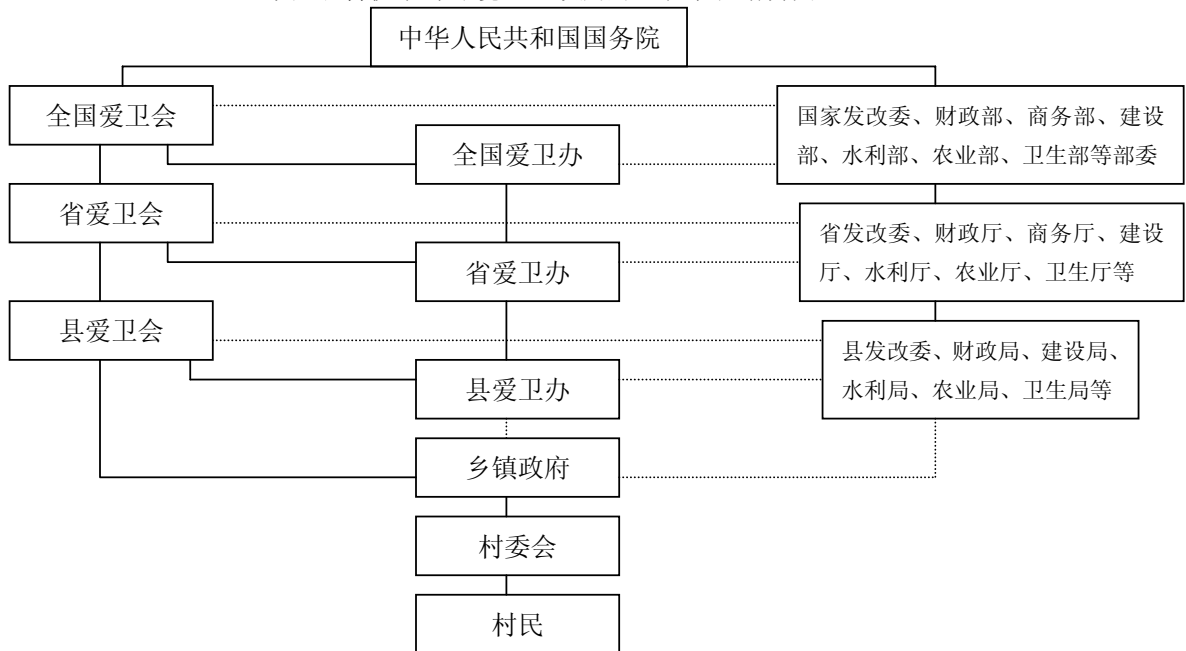 中华人民共和国国务院
全国爱卫会
国家发改委、财政部、商务部、建设
部、水利部、农业部、卫生部等部委
全国爱卫办
省爱卫会
省发改委、财政厅、商务厅、建设
厅、水利厅、农业厅、卫生厅等
省爱卫办
县爱卫会
县发改委、财政局、建设局、
水利局、农业局、卫生局等
县爱卫办
乡镇政府
村委会
村民